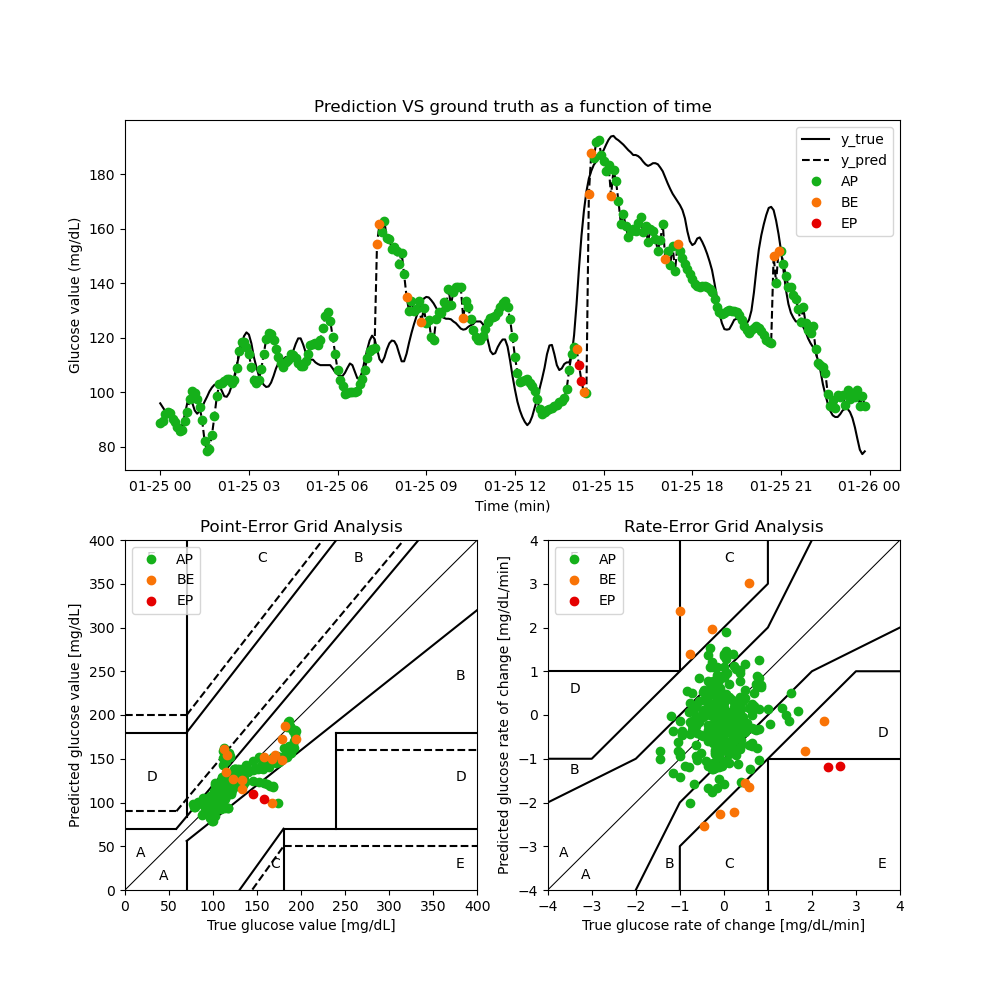 Prediction VS ground truth as a function of time
Glucose value (mg/dL)
180
160
140
120
100
80
y_true
y_pred
AP
BE
EP
01-25 00 01-25 03 01-25 06 01-25 09 01-25 12 01-25 15 01-25 18 01-25 21 01-26 00
Time (min)
Point-Error Grid Analysis
Predicted glucose value [mg/dL]
400
350
300
250
200
150
100
50
0
AP
BE
EP
C
B
B
D
D
A
A
C
E
0 50 100 150 200 250 300 350 400
True glucose value [mg/dL]
Rate-Error Grid Analysis
Predicted glucose rate of change [mg/dL/min]
4
3
2
1
0
−1
−2
−3
−4
AP
BE
EP
C
D
D
B
A
A
B
C
E
−4 −3 −2 −1 0 1 2 3 4
True glucose rate of change [mg/dL/min]